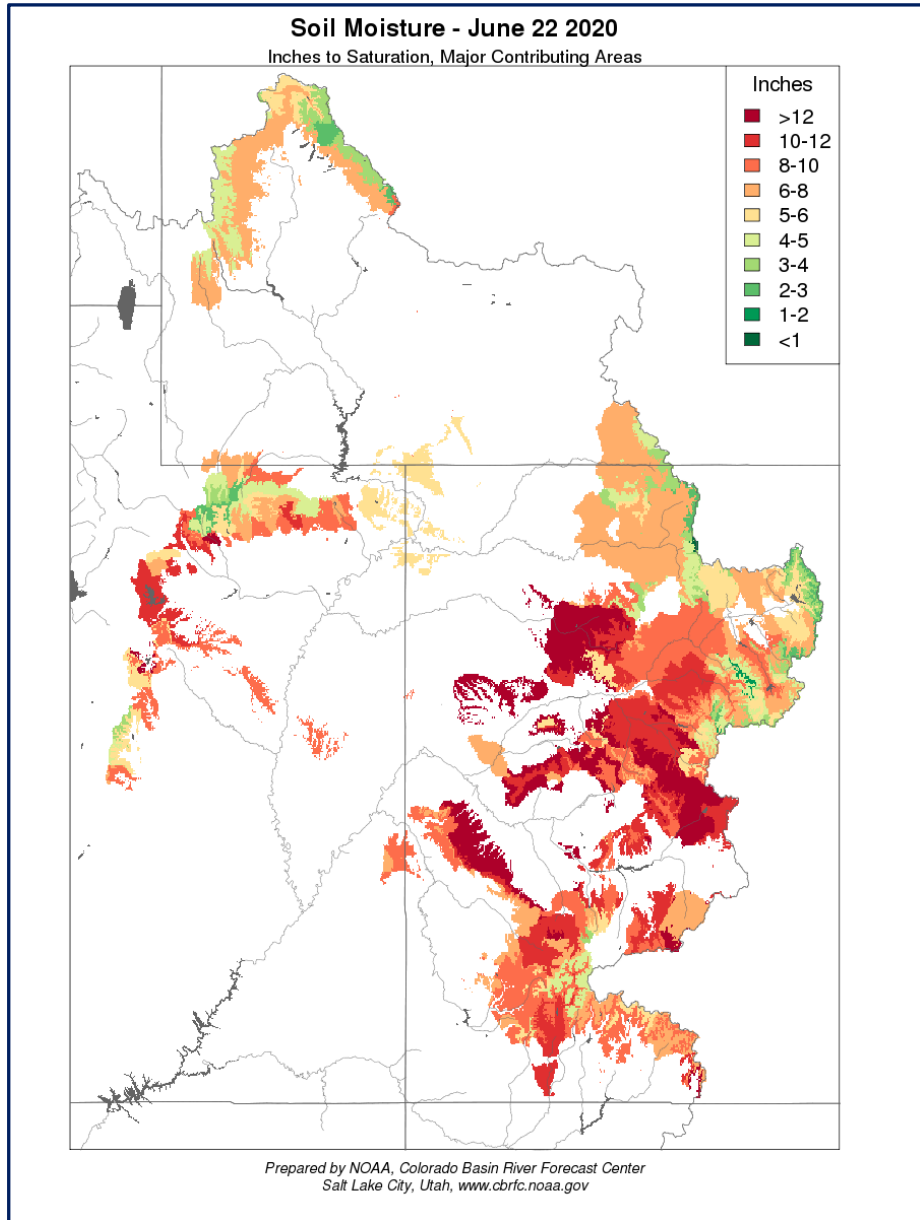 Soil Moisture - June 22 2020
Inches to Saturation, Major Contributing Areas
Inches
>12
10-12
8-10
6-8
5-6
4-5
3-4
2-3
1-2
<1
Prepared by NOAA, Colorado Basin River Forecast Center
Salt Lake City, Utah, www.cbrfc.noaa.gov